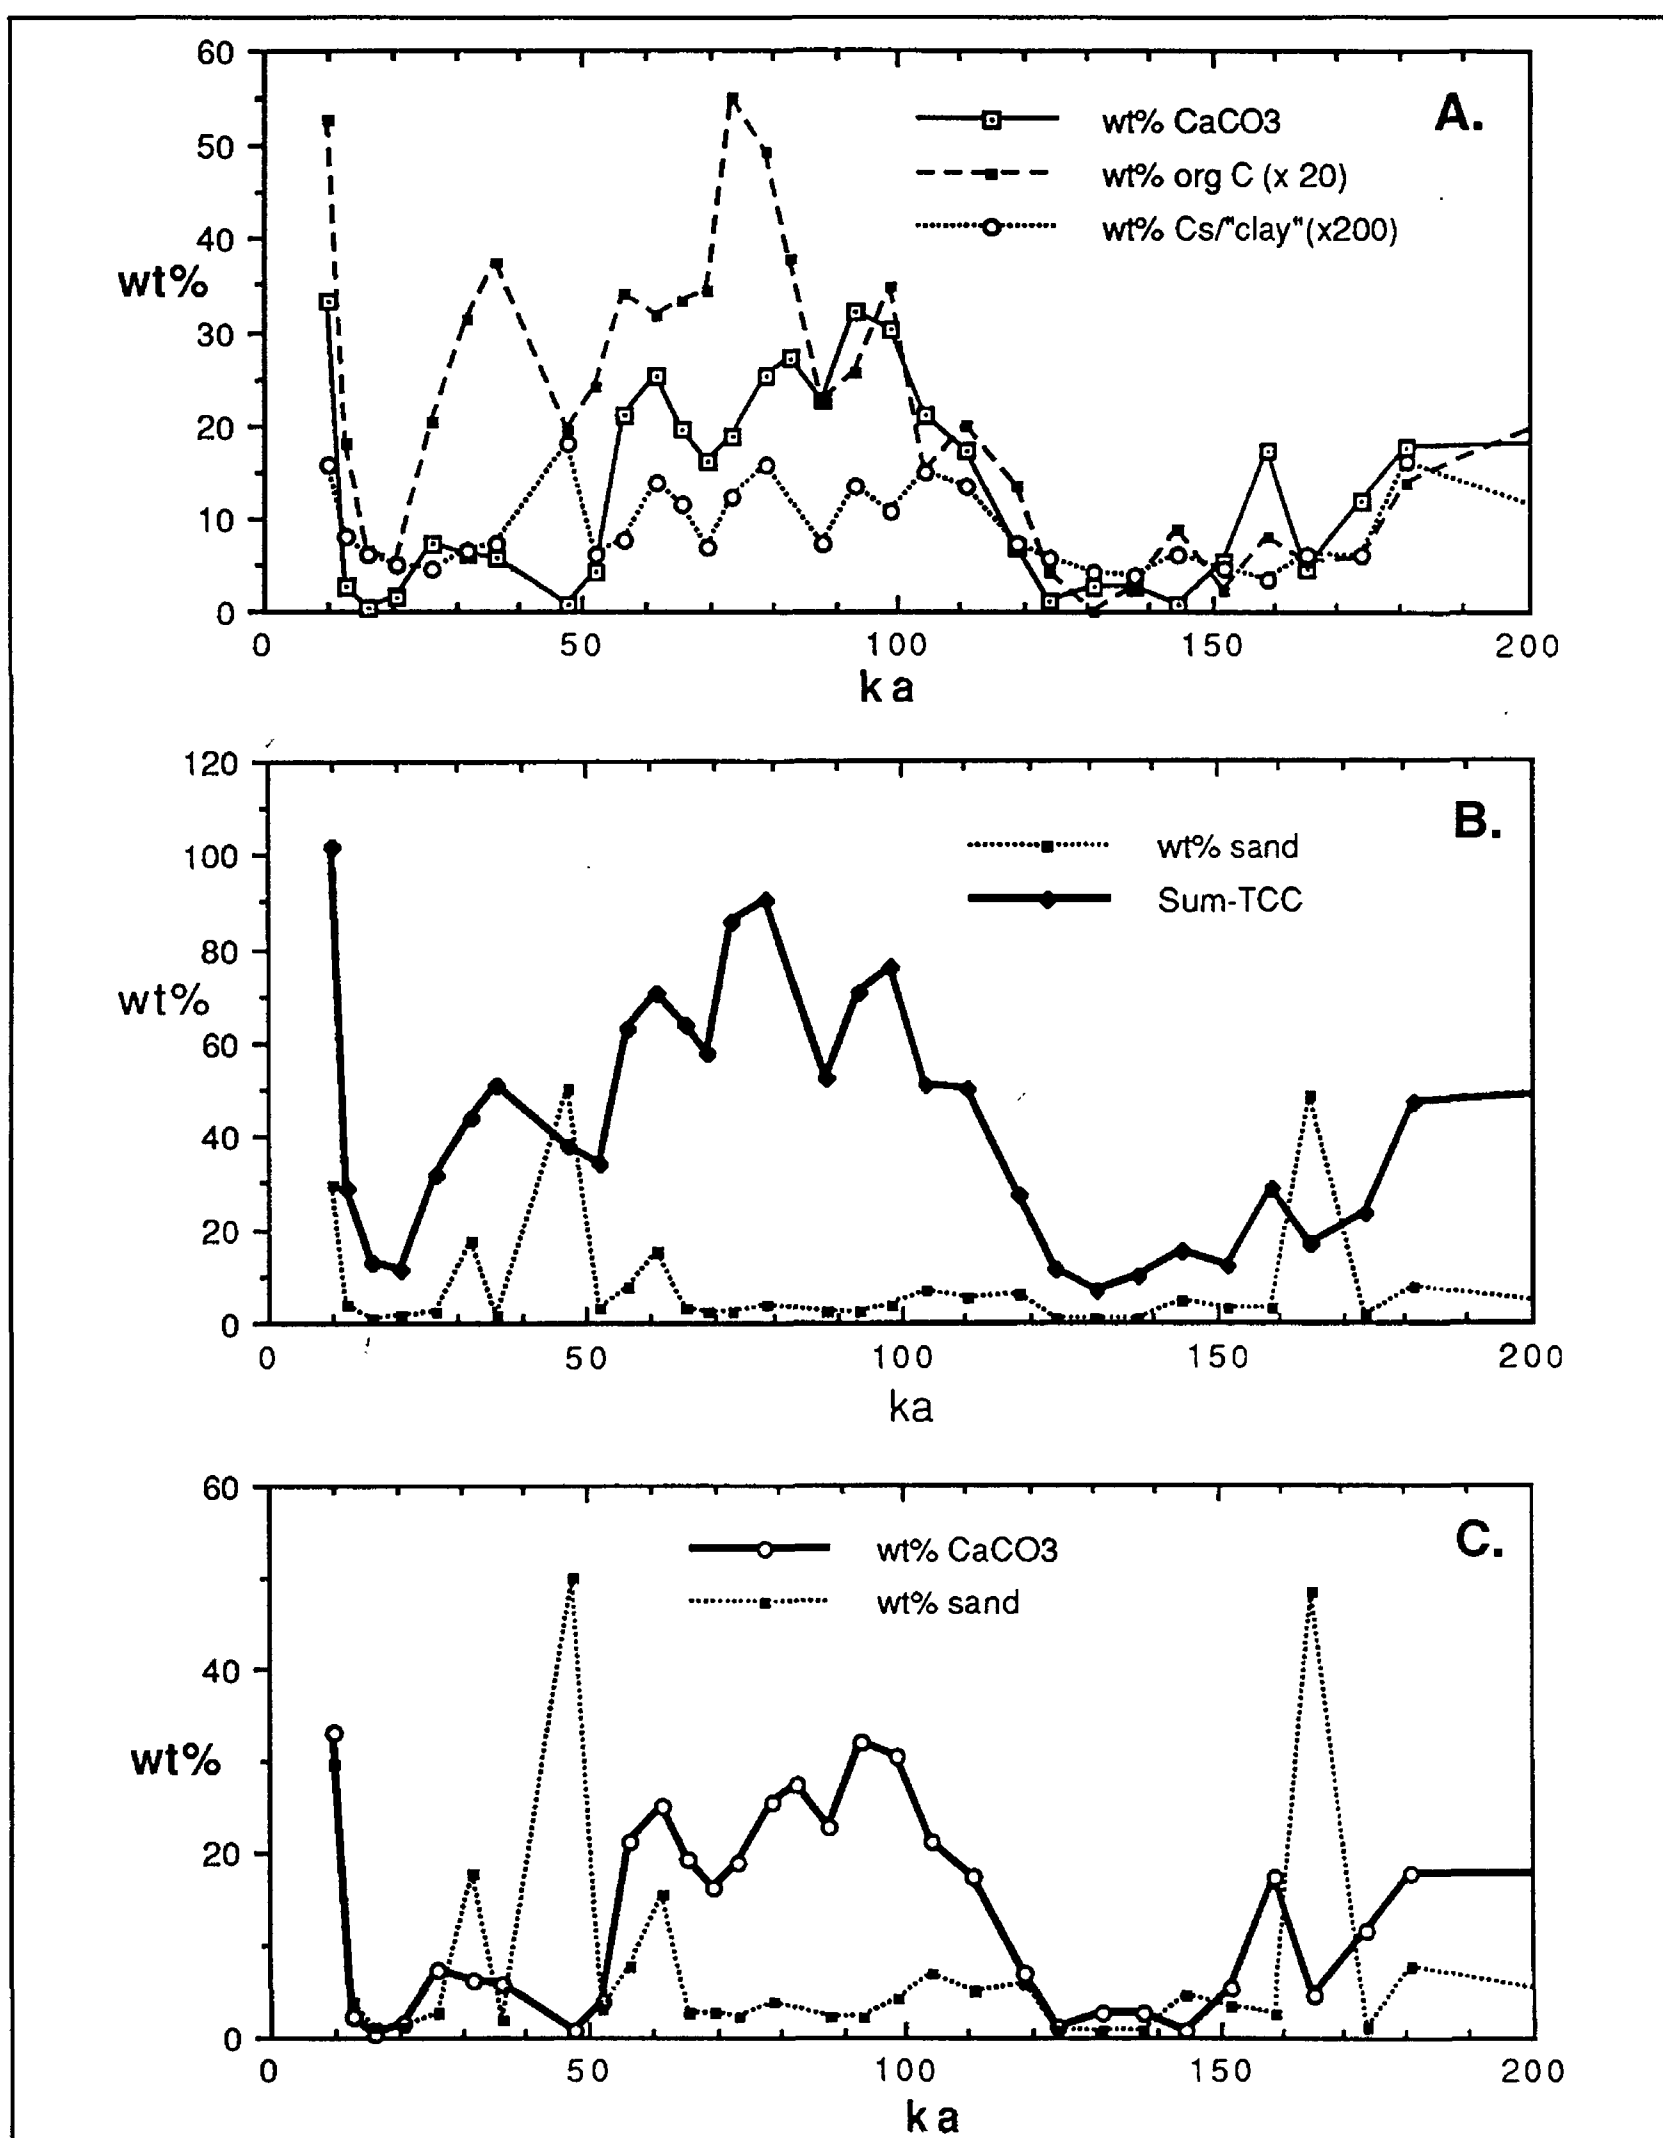 60
A.
wt% CaCO3
50
wt% org C (x 20)
40
wt% Cs/"clay"(x200)
wt%
30
20
10
0
0 50 100 150 200
ka
120
B.
wt% sand
100
Sum-TCC
80
wt%
60
40
20
0
0 50 100 150 200
ka
60
C.
wt% CaCO3
wt% sand
40
wt%
20
0
0 50 100 150 200
ka